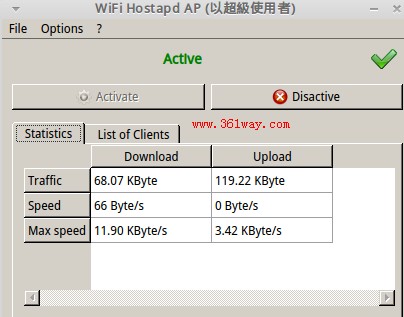 WiFi Hostapd AP (以超級使用者)
File Options ?
Active
Activate Disactive
Statistics List of Clients
www.361way.com
Download Upload
Traffic 68.07 KByte 119.22 KByte
Speed 66 Byte/s 0 Byte/s
Max speed 11.90 KByte/s 3.42 KByte/s